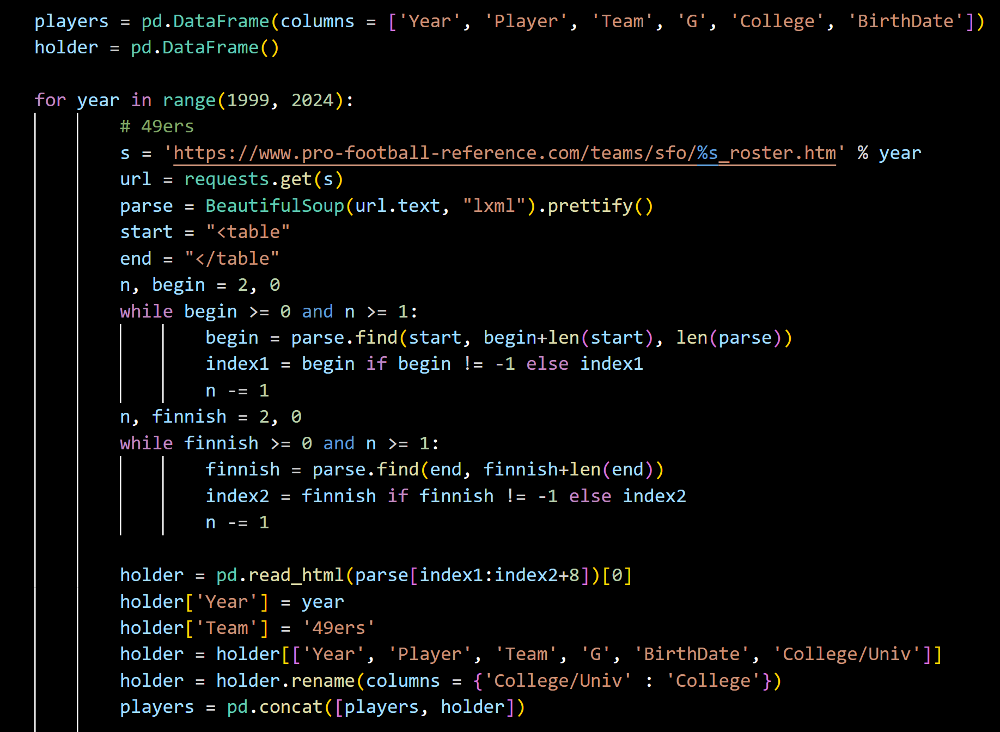 players = pd.DataFrame(columns = ['Year', 'Player', 'Team', 'G', 'College', 'BirthDate'])
holder = pd.DataFrame()
for year in range(1999, 2024):
# 49ers
s = 'https://www.pro-football-reference.com/teams/sfo/%s_roster.htm' % year
url = requests.get(s)
parse = BeautifulSoup(url.text, "lxml").prettify()
start = "<table"
end = "</table"
n, begin = 2, 0
while begin >= 0 and n >= 1:
begin = parse.find(start, begin+len(start), len(parse))
index1 = begin if begin != -1 else index1
n -= 1
n, finnish = 2, 0
while finnish >= 0 and n >= 1:
finnish = parse.find(end, finnish+len(end))
index2 = finnish if finnish != -1 else index2
n -= 1
holder = pd.read_html(parse[index1:index2+8])[0]
holder['Year'] = year
holder['Team'] = '49ers'
holder = holder[['Year', 'Player', 'Team', 'G', 'BirthDate', 'College/Univ']]
holder = holder.rename(columns = {'College/Univ' : 'College'})
players = pd.concat([players, holder])